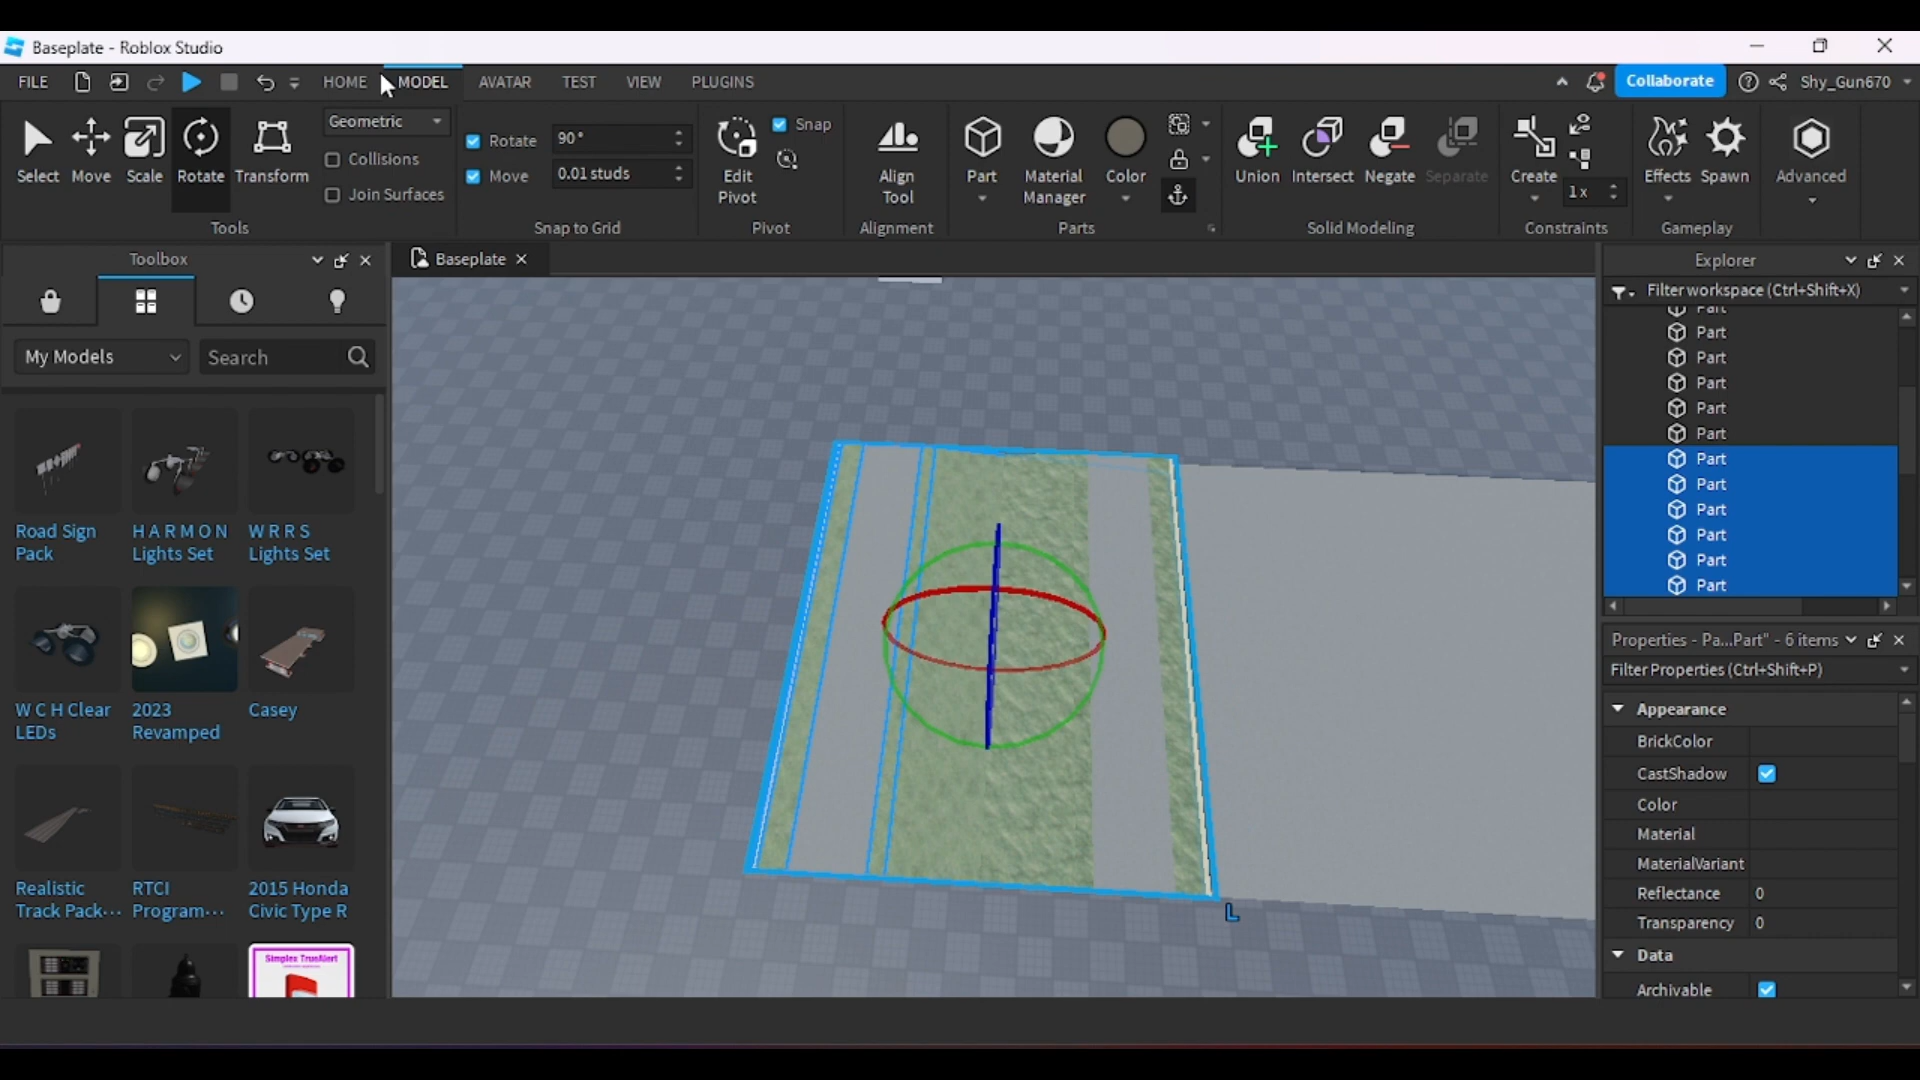 Baseplate - Roblox Studio
FILE HOME MODEL AVATAR TEST VIEW PLUGINS Collaborate Shy_Gun670
Select Move Scale Rotate Transform
Geometric
Collisions
Join Surfaces
Tools
Rotate 90°
Move 0.01 studs
Snap to Grid
Edit
Pivot
Snap
Pivot
Align
Tool
Alignment
Part
Material
Manager
Color
Parts
Union Intersect Negate Separate
Solid Modeling
Create
1x
Constraints
Effects Spawn
Gameplay
Advanced
Toolbox
My Models Search
Road Sign
Pack
H A R M O N
Lights Set
W R R S
Lights Set
W C H Clear
LEDs
2023
Revamped
Casey
Realistic
Track Pack...
RTCI
Program...
2015 Honda
Civic Type R
Simplex TrueAlert
Baseplate
L
Explorer
Filter workspace (Ctrl+Shift+X)
Part
Part
Part
Part
Part
Part
Part
Part
Part
Part
Part
Part
Properties - Pa...Part" - 6 items
Filter Properties (Ctrl+Shift+P)
Appearance
BrickColor
CastShadow
Color
Material
MaterialVariant
Reflectance 0
Transparency 0
Data
Archivable